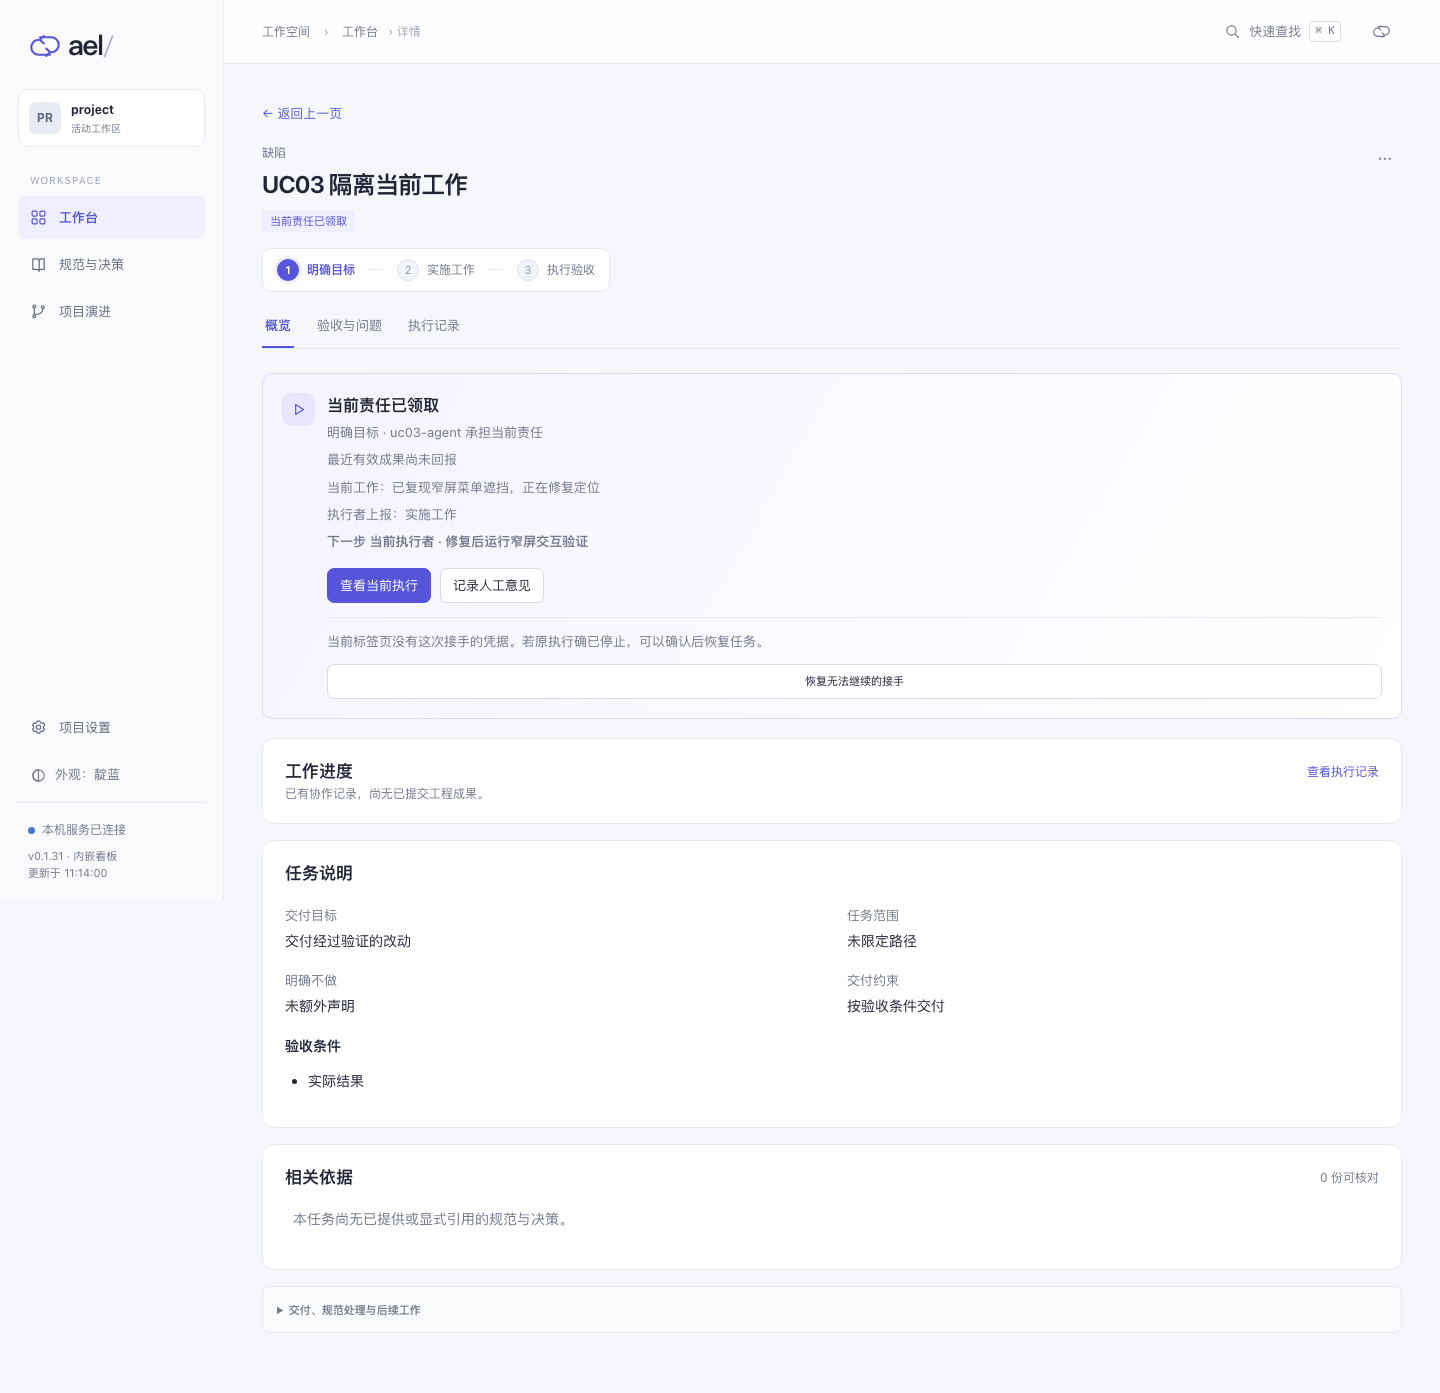 ael/
PR
project
活动工作区
WORKSPACE
工作台
规范与决策
项目演进
项目设置
外观：靛蓝
本机服务已连接
v0.1.31 · 内嵌看板
更新于 11:14:00
工作空间 › 工作台 › 详情
快速查找 ⌘ K
← 返回上一页
缺陷
UC03 隔离当前工作
当前责任已领取
1 明确目标 — 2 实施工作 — 3 执行验收
概览 验收与问题 执行记录
当前责任已领取
明确目标 · uc03-agent 承担当前责任
最近有效成果尚未回报
当前工作：已复现窄屏菜单遮挡，正在修复定位
执行者上报：实施工作
下一步 当前执行者 · 修复后运行窄屏交互验证
查看当前执行 记录人工意见
当前标签页没有这次接手的凭据。若原执行确已停止，可以确认后恢复任务。
恢复无法继续的接手
工作进度
查看执行记录
已有协作记录，尚无已提交工程成果。
任务说明
交付目标
交付经过验证的改动
任务范围
未限定路径
明确不做
未额外声明
交付约束
按验收条件交付
验收条件
• 实际结果
相关依据
0 份可核对
本任务尚无已提供或显式引用的规范与决策。
▶ 交付、规范处理与后续工作